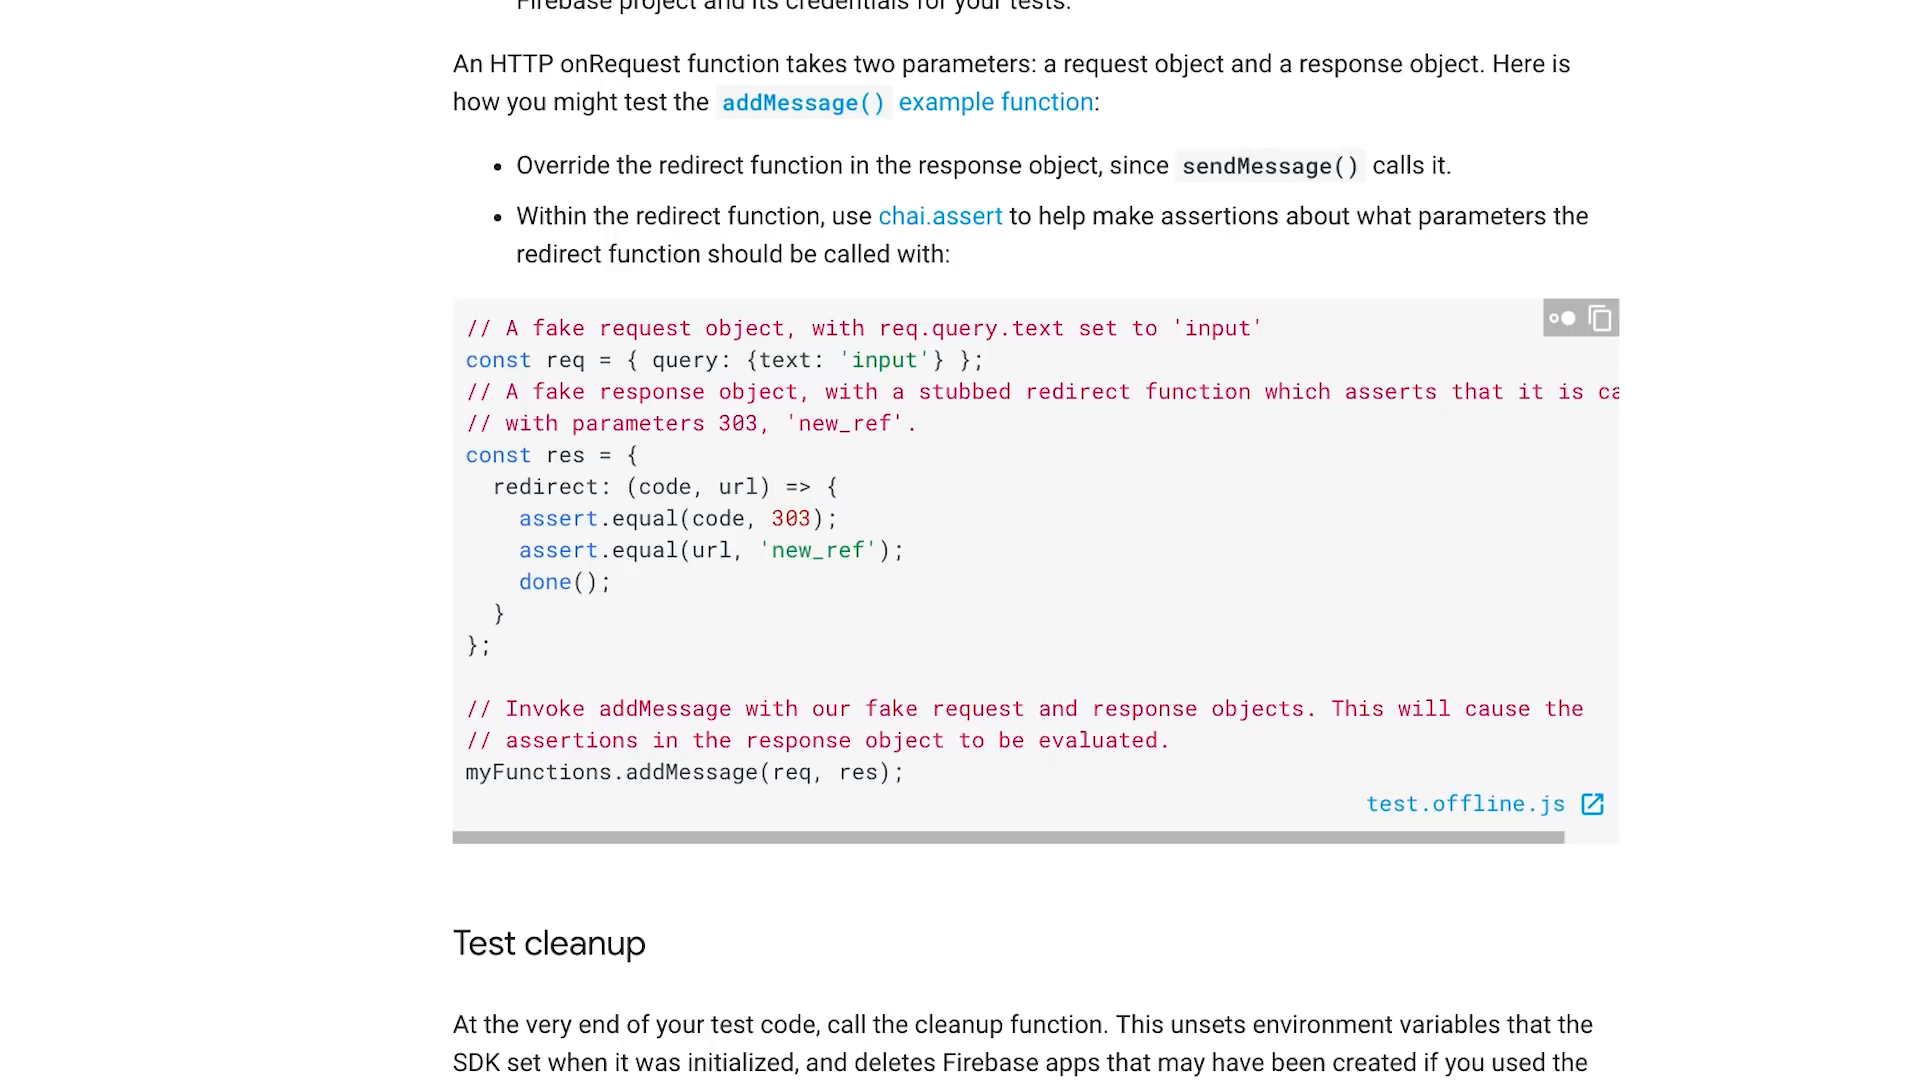 Firebase project and its credentials for your tests.
An HTTP onRequest function takes two parameters: a request object and a response object. Here is
how you might test the addMessage() example function:
• Override the redirect function in the response object, since sendMessage() calls it.
• Within the redirect function, use chai.assert to help make assertions about what parameters the
redirect function should be called with:
// A fake request object, with req.query.text set to 'input'
const req = { query: {text: 'input'} };
// A fake response object, with a stubbed redirect function which asserts that it is ca
// with parameters 303, 'new_ref'.
const res = {
  redirect: (code, url) => {
    assert.equal(code, 303);
    assert.equal(url, 'new_ref');
    done();
  }
};
// Invoke addMessage with our fake request and response objects. This will cause the
// assertions in the response object to be evaluated.
myFunctions.addMessage(req, res);
test.offline.js
Test cleanup
At the very end of your test code, call the cleanup function. This unsets environment variables that the
SDK set when it was initialized, and deletes Firebase apps that may have been created if you used the